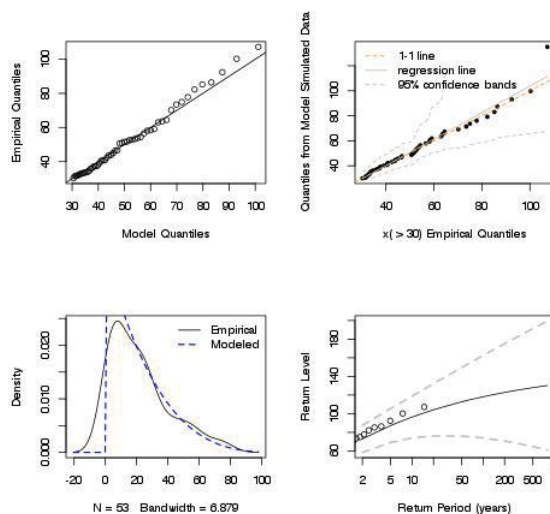 Empirical Quantiles
40 60 80 100
30 40 50 60 70 80 90 100
Model Quantiles
Quantiles from Model Simulated Data
40 60 80 100
1-1 line
regression line
95% confidence bands
40 60 80 100
x( > 30) Empirical Quantiles
Density
0.000 0.010 0.020
Empirical
Modeled
-20 0 20 40 60 80 100
N = 53 Bandwidth = 6.879
Return Level
60 100 140 180
2 5 10 50 200 500
Return Period (years)